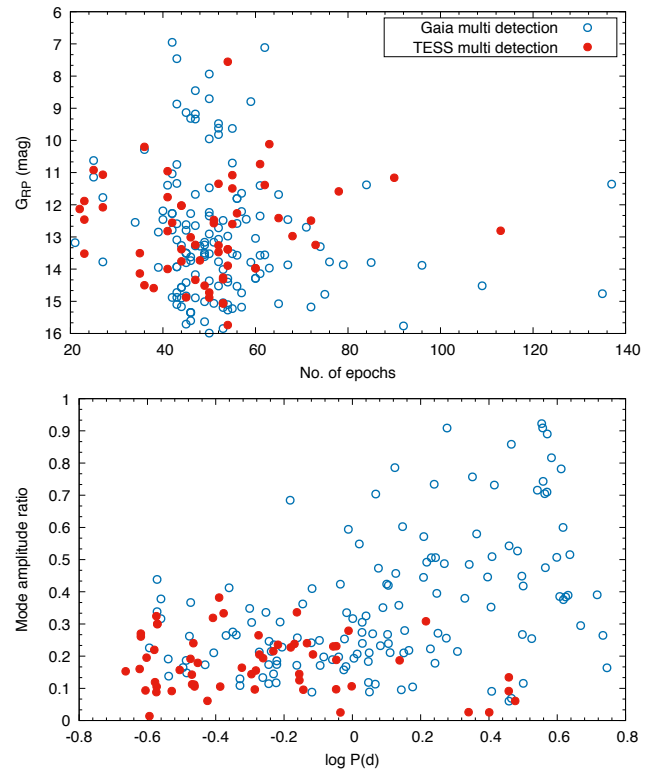 6
7
8
9
10
11
12
13
14
15
16
G_RP (mag)
Gaia multi detection
TESS multi detection
20 40 60 80 100 120 140
No. of epochs
1
0.9
0.8
0.7
0.6
0.5
0.4
0.3
0.2
0.1
0
Mode amplitude ratio
-0.8 -0.6 -0.4 -0.2 0.0 0.2 0.4 0.6 0.8
log P(d)